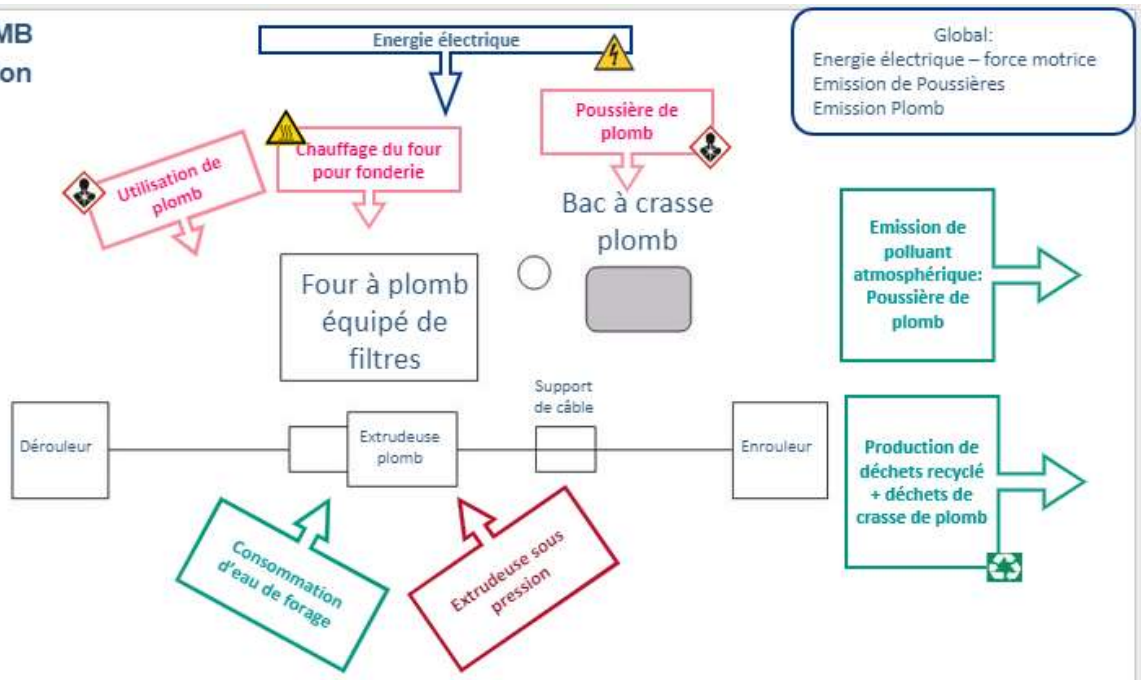 MB
on
Energie électrique
Global:
Energie électrique – force motrice
Emission de Poussières
Emission Plomb
Utilisation de
plomb
Chauffage du four
pour fonderie
Poussière de
plomb
Bac à crasse
plomb
Four à plomb
équipé de
filtres
Emission de
polluant
atmosphérique:
Poussière de
plomb
Dérouleur
Extrudeuse
plomb
Support
de câble
Enrouleur
Production de
déchets recyclé
+ déchets de
crasse de plomb
Consommation
d'eau de forage
Extrudeuse sous
pression